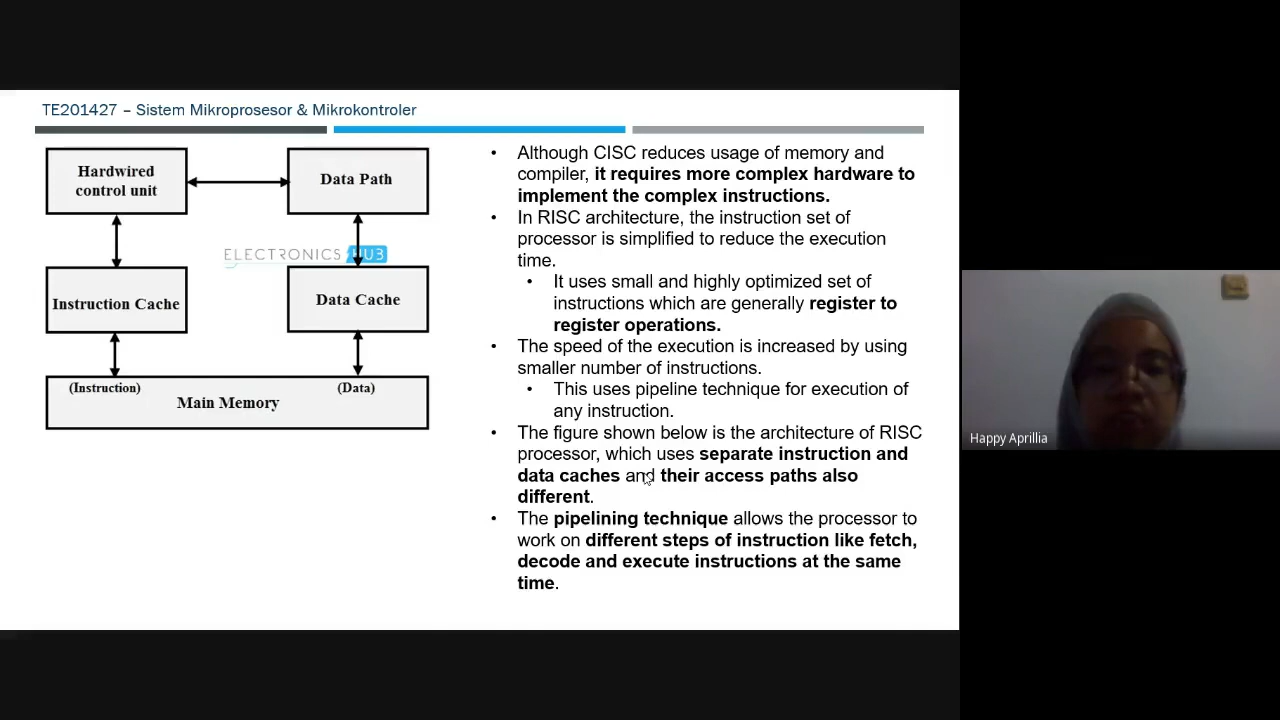 TE201427 – Sistem Mikroprosesor & Mikrokontroler
Hardwired
control unit
Data Path
ELECTRONICS HUB
Instruction Cache
Data Cache
(Instruction)
(Data)
Main Memory
• Although CISC reduces usage of memory and
compiler, it requires more complex hardware to
implement the complex instructions.
• In RISC architecture, the instruction set of
processor is simplified to reduce the execution
time.
• It uses small and highly optimized set of
instructions which are generally register to
register operations.
• The speed of the execution is increased by using
smaller number of instructions.
• This uses pipeline technique for execution of
any instruction.
• The figure shown below is the architecture of RISC
processor, which uses separate instruction and
data caches and their access paths also
different.
• The pipelining technique allows the processor to
work on different steps of instruction like fetch,
decode and execute instructions at the same
time.
Happy Aprillia